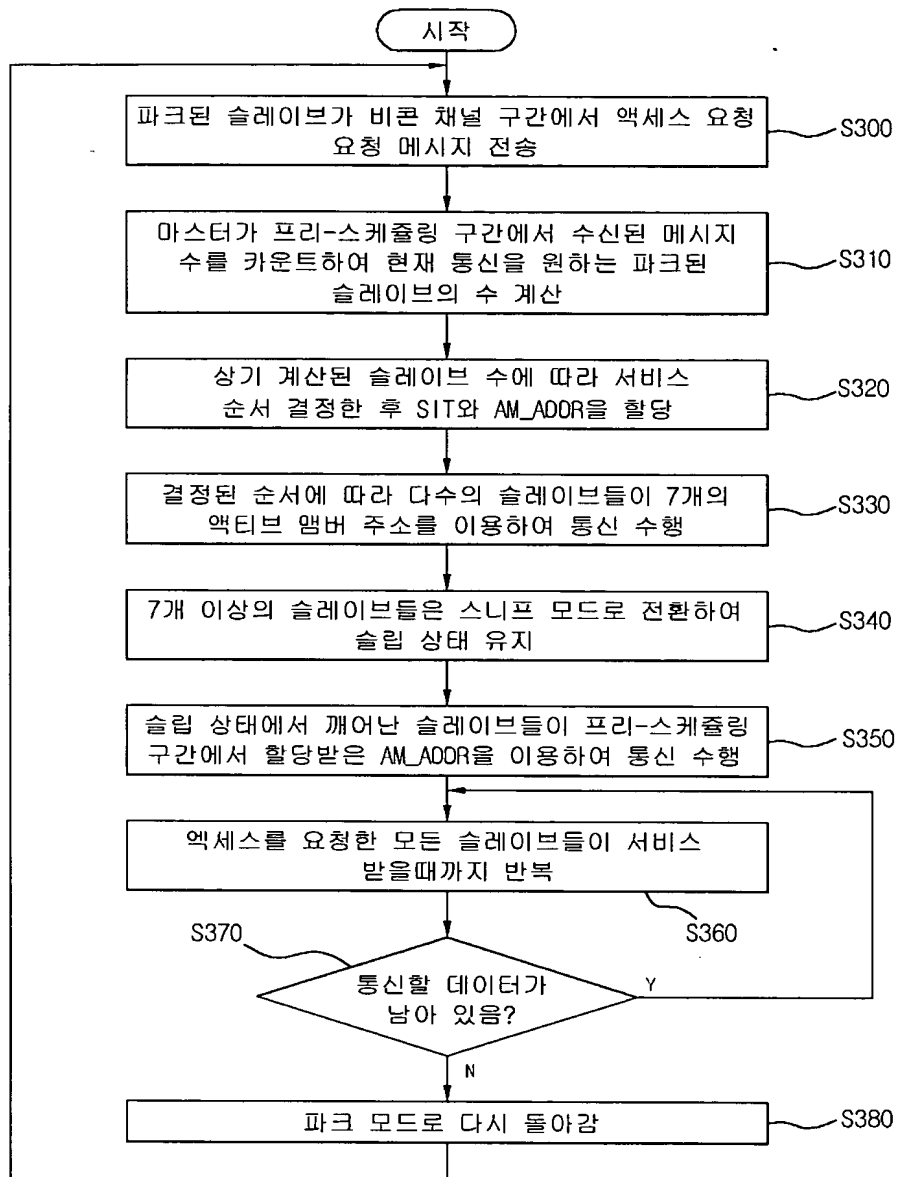 시작
파크된 슬레이브가 비콘 채널 구간에서 액세스 요청
요청 메시지 전송
S300
마스터가 프리-스케쥴링 구간에서 수신된 메시지
수를 카운트하여 현재 통신을 원하는 파크된
슬레이브의 수 계산
S310
상기 계산된 슬레이브 수에 따라 서비스
순서 결정한 후 SIT와 AM_ADDR을 할당
S320
결정된 순서에 따라 다수의 슬레이브들이 7개의
액티브 맴버 주소를 이용하여 통신 수행
S330
7개 이상의 슬레이브들은 스니프 모드로 전환하여
슬립 상태 유지
S340
슬립 상태에서 깨어난 슬레이브들이 프리-스케쥴링
구간에서 할당받은 AM_ADDR을 이용하여 통신 수행
S350
엑세스를 요청한 모든 슬레이브들이 서비스
받을때까지 반복
S360
S370
통신할 데이터가
남아 있음?
Y
N
파크 모드로 다시 돌아감
S380